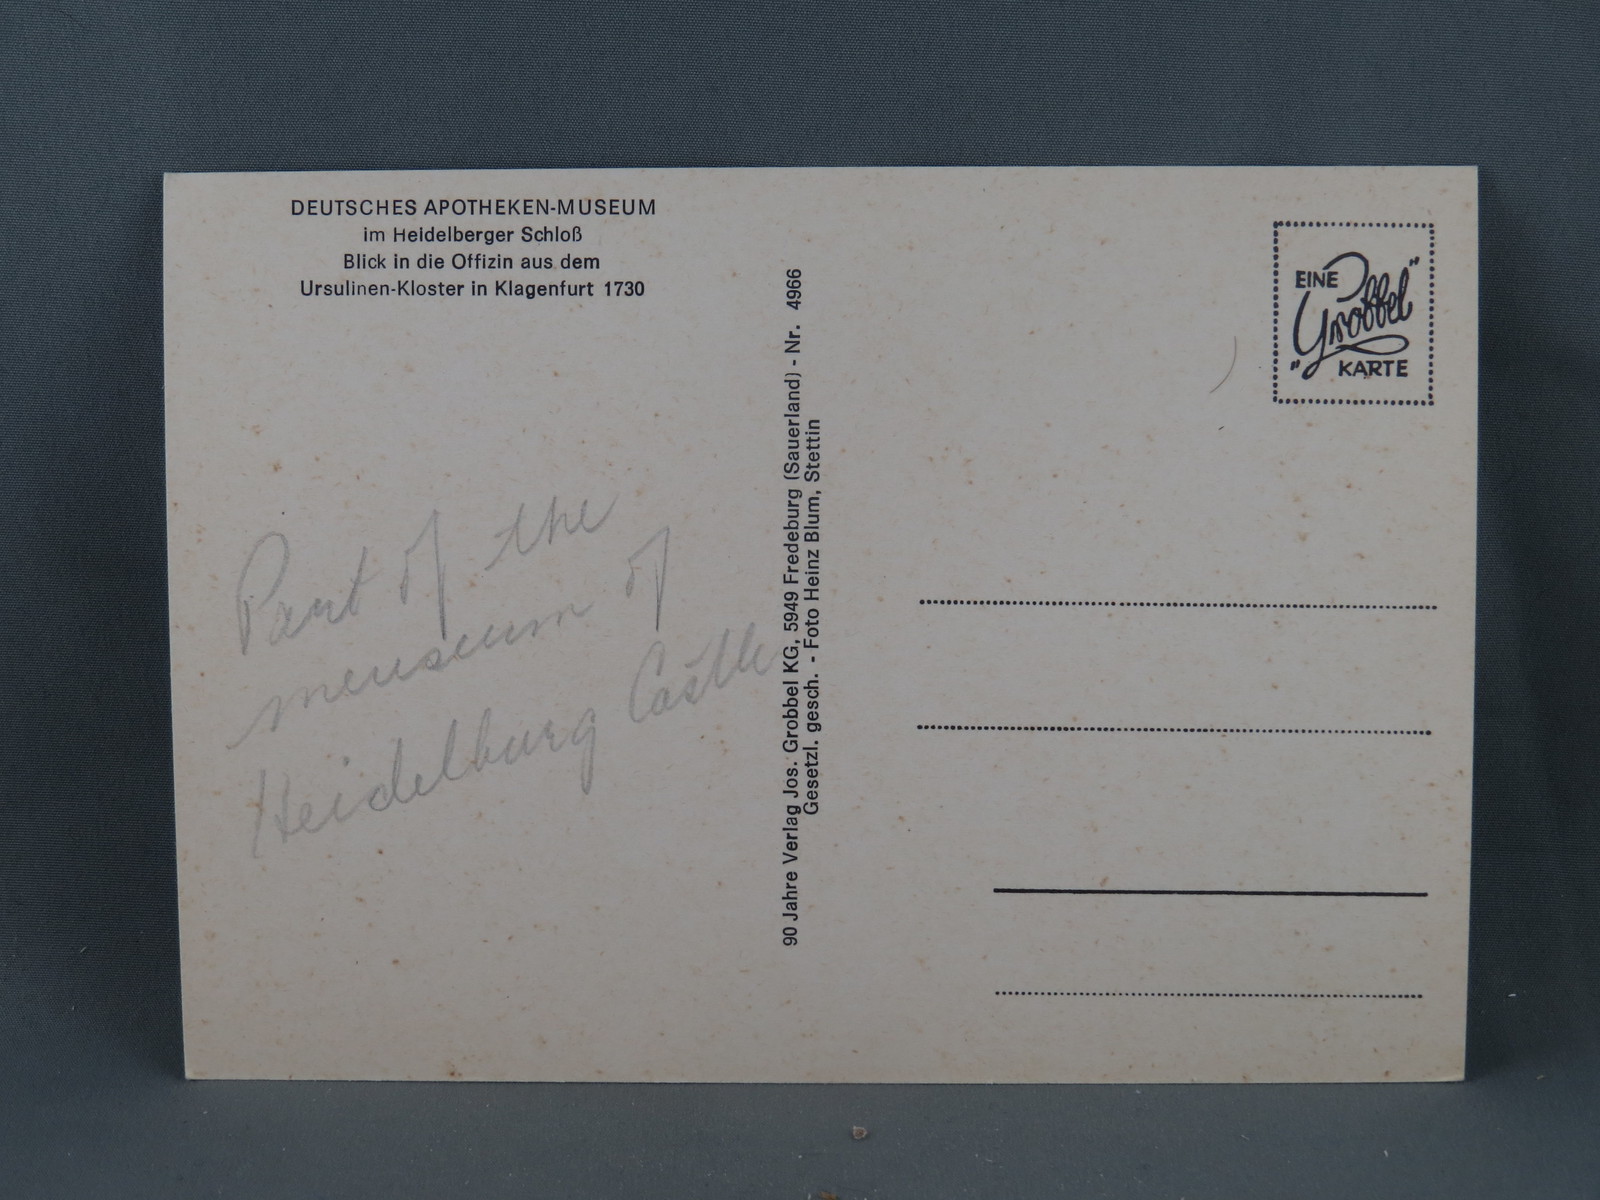 DEUTSCHES APOTHEKEN-MUSEUM
im Heidelberger Schloß
Blick in die Offizin aus dem
Ursulinen-Kloster in Klagenfurt 1730
Part of the
meuseum of
Heidelburg Castle
90 Jahre Verlag Jos. Grobbel KG, 5949 Fredeburg (Sauerland) - Nr. 4966
Gesetzl. gesch. - Foto Heinz Blum, Stettin
EINE
„Grobbel”
KARTE